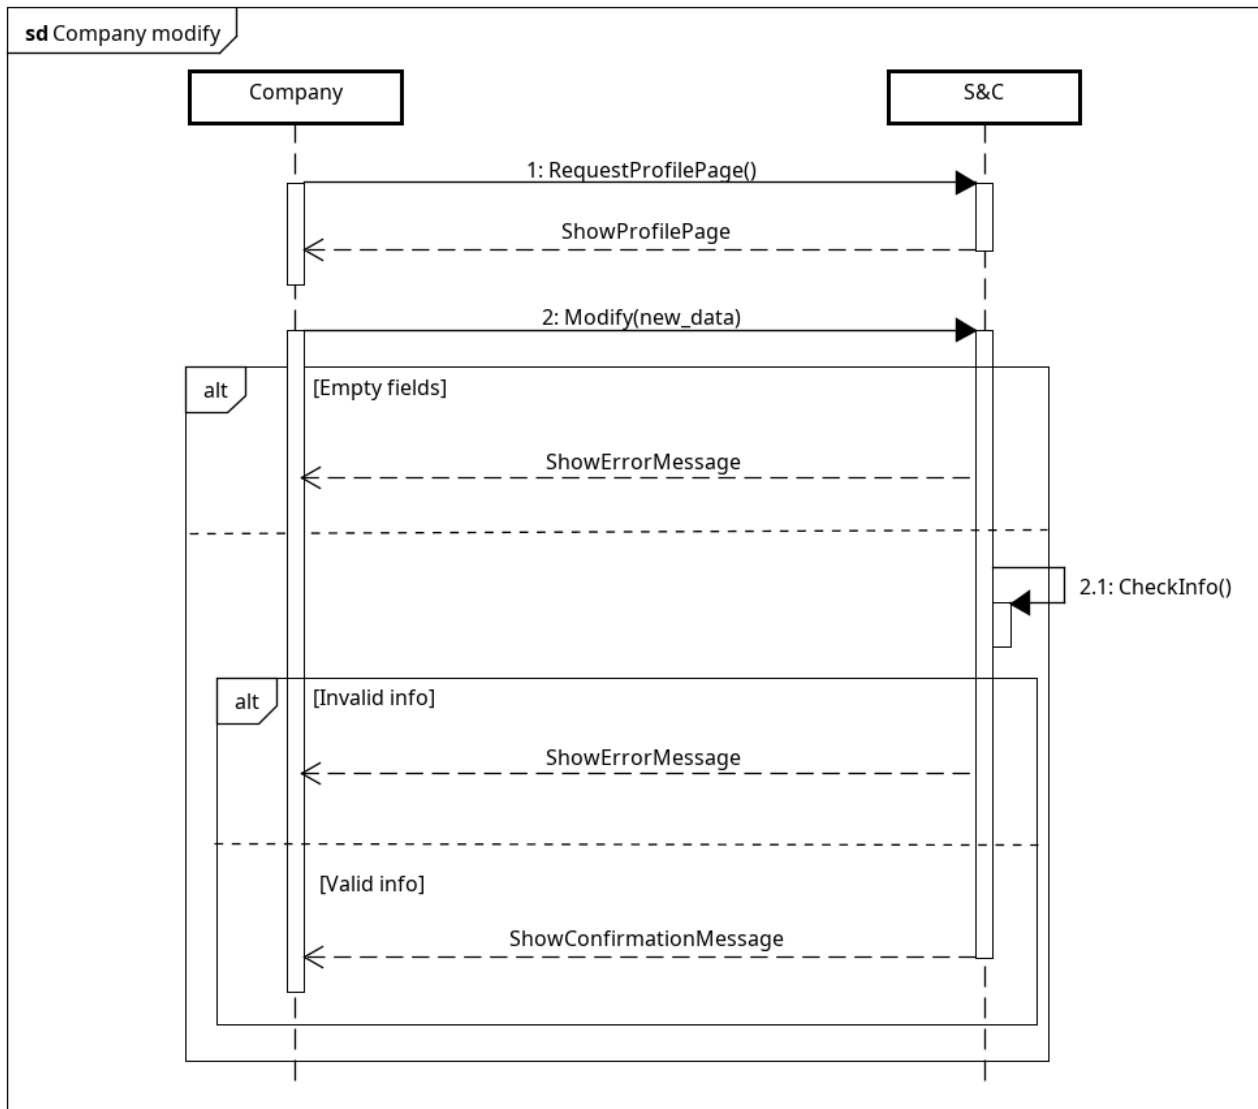 sd Company modify
Company
S&C
1: RequestProfilePage()
ShowProfilePage
2: Modify(new_data)
alt
[Empty fields]
ShowErrorMessage
2.1: CheckInfo()
alt
[Invalid info]
ShowErrorMessage
[Valid info]
ShowConfirmationMessage